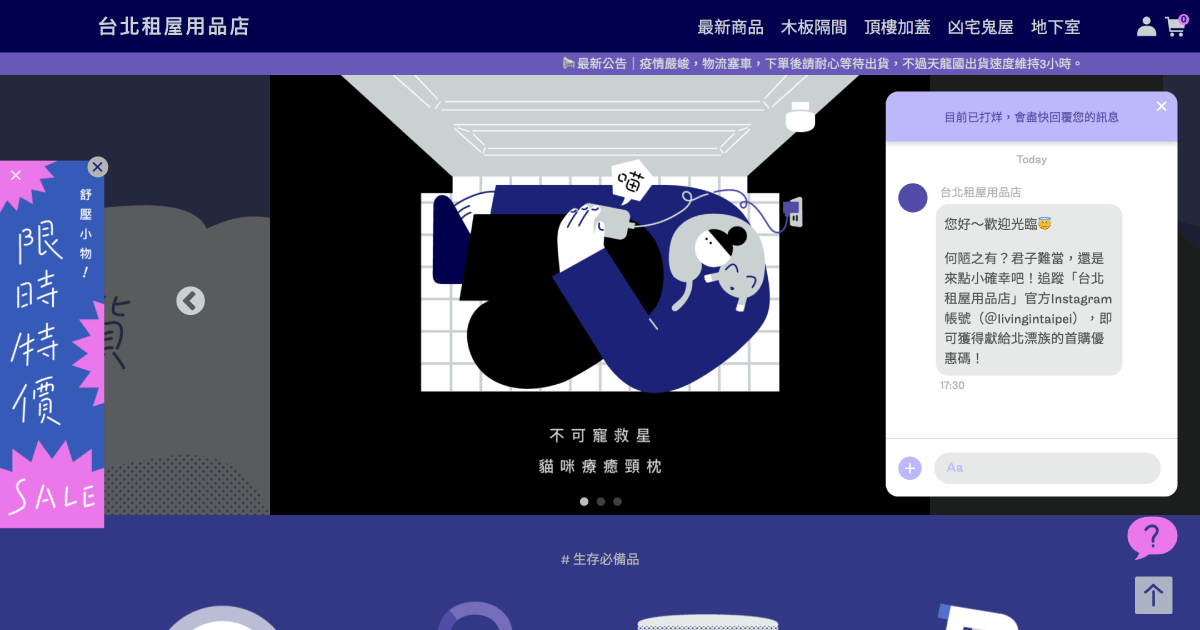 台北租屋用品店
最新商品 木板隔間 頂樓加蓋 凶宅鬼屋 地下室
0
最新公告｜疫情嚴峻，物流塞車，下單後請耐心等待出貨，不過天龍國出貨速度維持3小時。
舒壓小物！
限時特價
SALE
貨
喵
不可寵救星
貓咪療癒頸枕
目前已打烊，會盡快回覆您的訊息
Today
台北租屋用品店
您好～歡迎光臨😇
何陋之有？君子難當，還是
來點小確幸吧！追蹤「台北
租屋用品店」官方Instagram
帳號（@livingintaipei），即
可獲得獻給北漂族的首購優
惠碼！
17:30
Aa
?
# 生存必備品